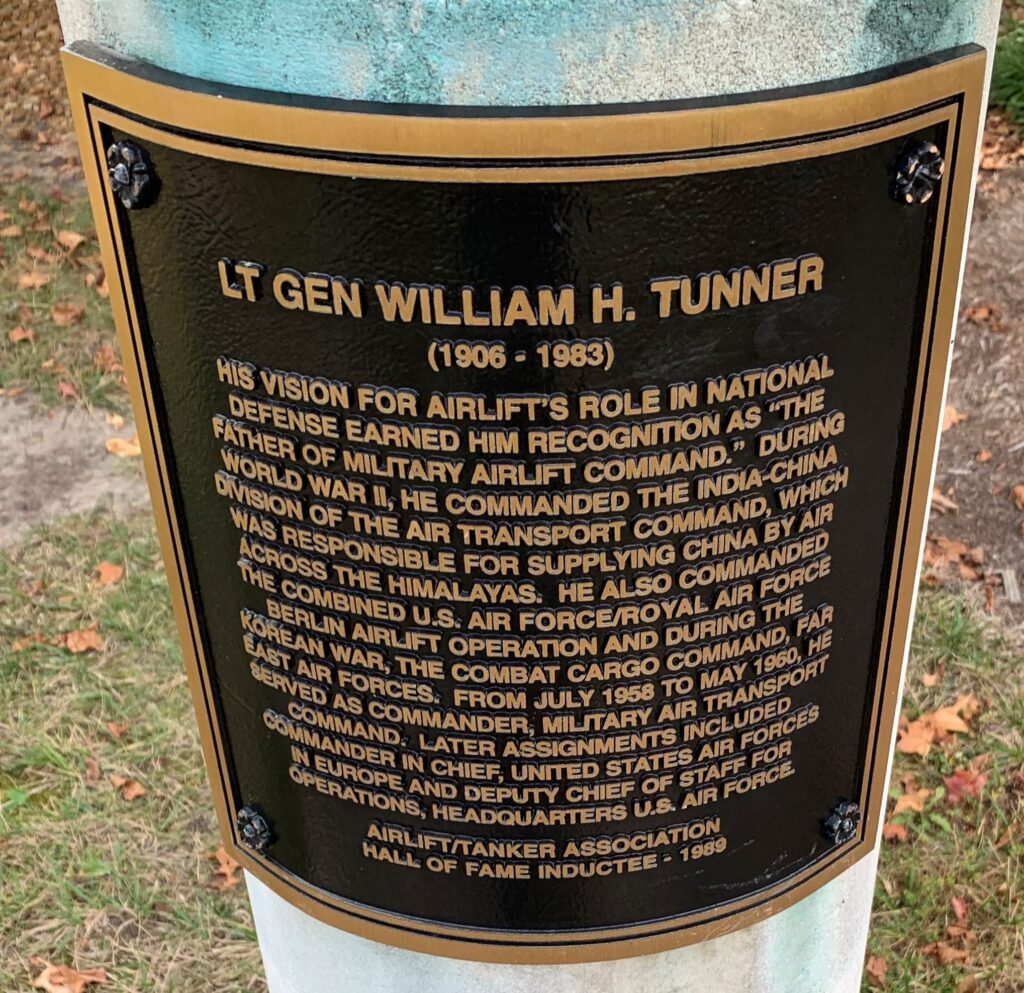 LT GEN WILLIAM H. TUNNER
(1906 - 1983)
HIS VISION FOR AIRLIFT'S ROLE IN NATIONAL
DEFENSE EARNED HIM RECOGNITION AS "THE
FATHER OF MILITARY AIRLIFT COMMAND." DURING
WORLD WAR II, HE COMMANDED THE INDIA-CHINA
DIVISION OF THE AIR TRANSPORT COMMAND, WHICH
WAS RESPONSIBLE FOR SUPPLYING CHINA BY AIR
ACROSS THE HIMALAYAS. HE ALSO COMMANDED
THE COMBINED U.S. AIR FORCE/ROYAL AIR FORCE
BERLIN AIRLIFT OPERATION AND DURING THE
KOREAN WAR, THE COMBAT CARGO COMMAND, FAR
EAST AIR FORCES. FROM JULY 1958 TO MAY 1960, HE
SERVED AS COMMANDER, MILITARY AIR TRANSPORT
COMMAND. LATER ASSIGNMENTS INCLUDED
COMMANDER IN CHIEF, UNITED STATES AIR FORCES
IN EUROPE AND DEPUTY CHIEF OF STAFF FOR
OPERATIONS, HEADQUARTERS U.S. AIR FORCE.
AIRLIFT/TANKER ASSOCIATION
HALL OF FAME INDUCTEE - 1989